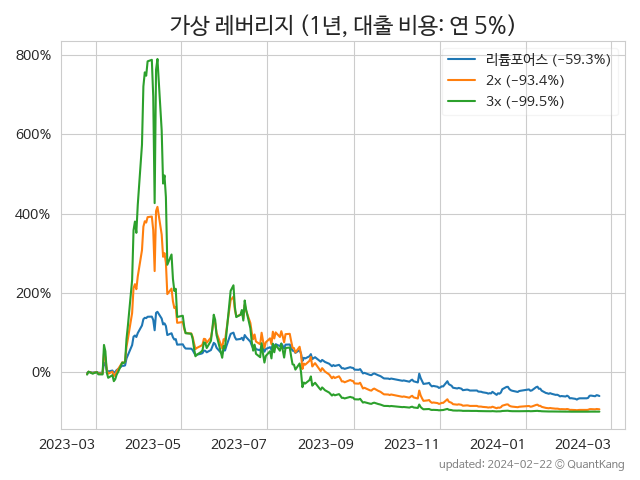 가상 레버리지 (1년, 대출 비용: 연 5%)
리튬포어스 (-59.3%)
2x (-93.4%)
3x (-99.5%)
800%
600%
400%
200%
0%
2023-03 2023-05 2023-07 2023-09 2023-11 2024-01 2024-03
updated: 2024-02-22 © QuantKang